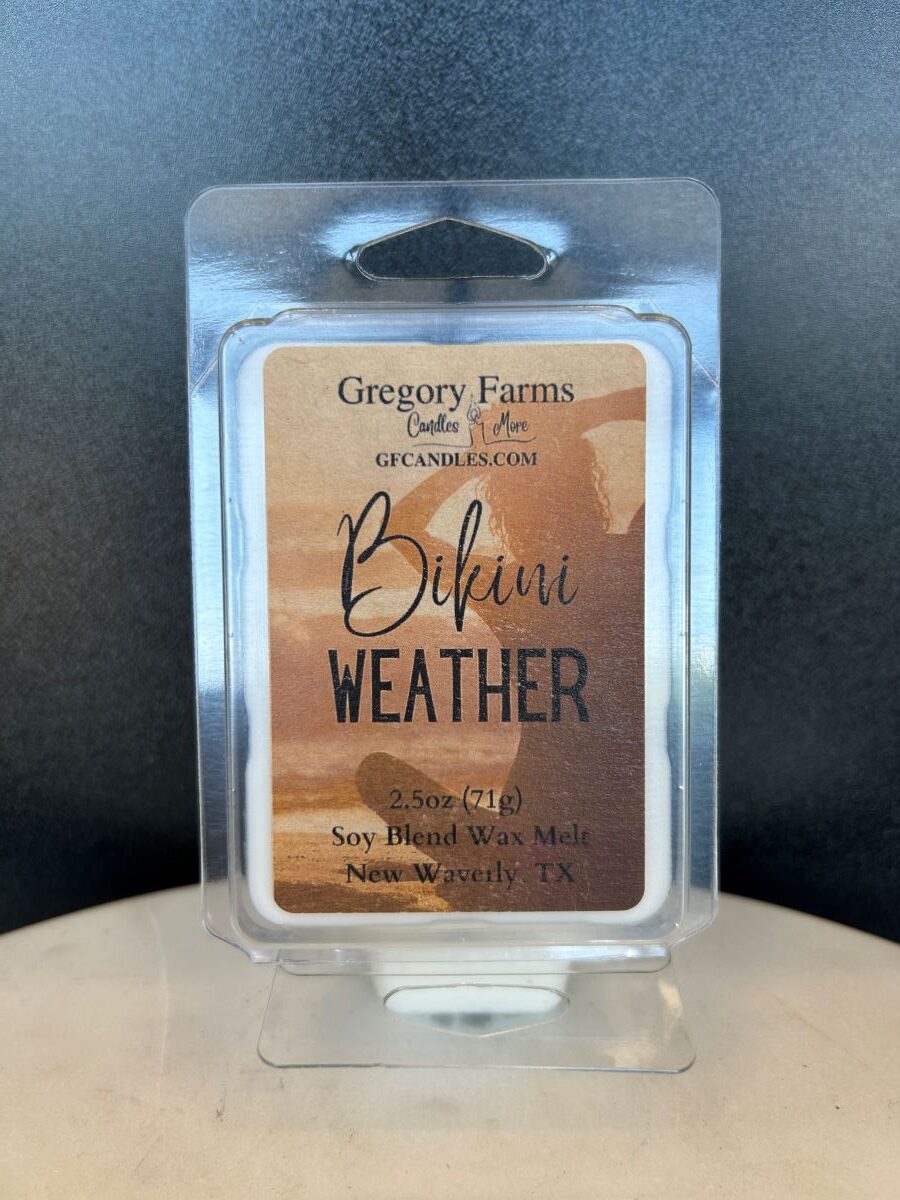 Gregory Farms
Candles More
GFCANDLES.COM
Bikini
WEATHER
2.5oz (71g)
Soy Blend Wax Melt
New Waverly, TX